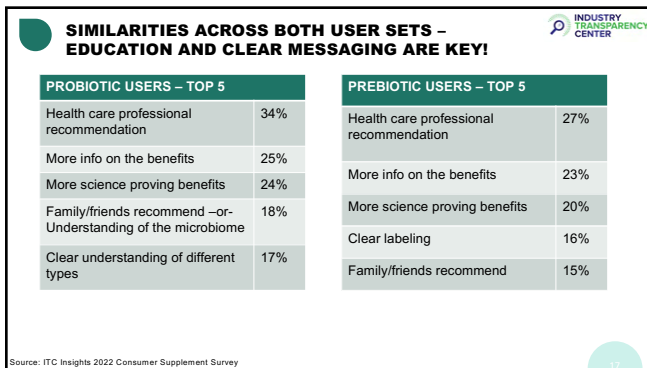 SIMILARITIES ACROSS BOTH USER SETS –
EDUCATION AND CLEAR MESSAGING ARE KEY!
INDUSTRY
TRANSPARENCY
CENTER
PROBIOTIC USERS – TOP 5
Health care professional 34%
recommendation
More info on the benefits 25%
More science proving benefits 24%
Family/friends recommend –or- 18%
Understanding of the microbiome
Clear understanding of different 17%
types
PREBIOTIC USERS – TOP 5
Health care professional 27%
recommendation
More info on the benefits 23%
More science proving benefits 20%
Clear labeling 16%
Family/friends recommend 15%
Source: ITC Insights 2022 Consumer Supplement Survey
17